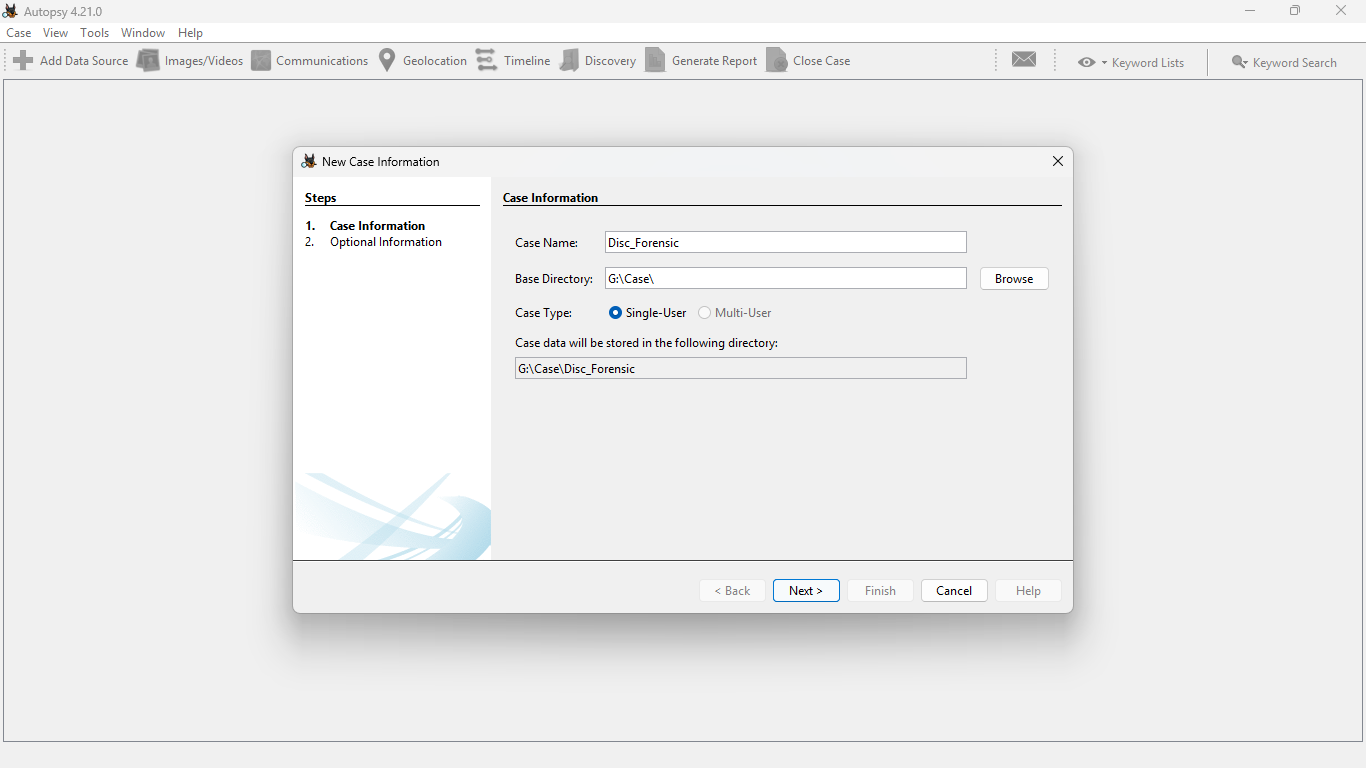 Autopsy 4.21.0
Case View Tools Window Help
Add Data Source Images/Videos Communications Geolocation Timeline Discovery Generate Report Close Case Keyword Lists Keyword Search
New Case Information
Steps
1. Case Information
2. Optional Information
Case Information
Case Name: Disc_Forensic
Base Directory: G:\Case\ Browse
Case Type: Single-User Multi-User
Case data will be stored in the following directory:
G:\Case\Disc_Forensic
< Back Next > Finish Cancel Help